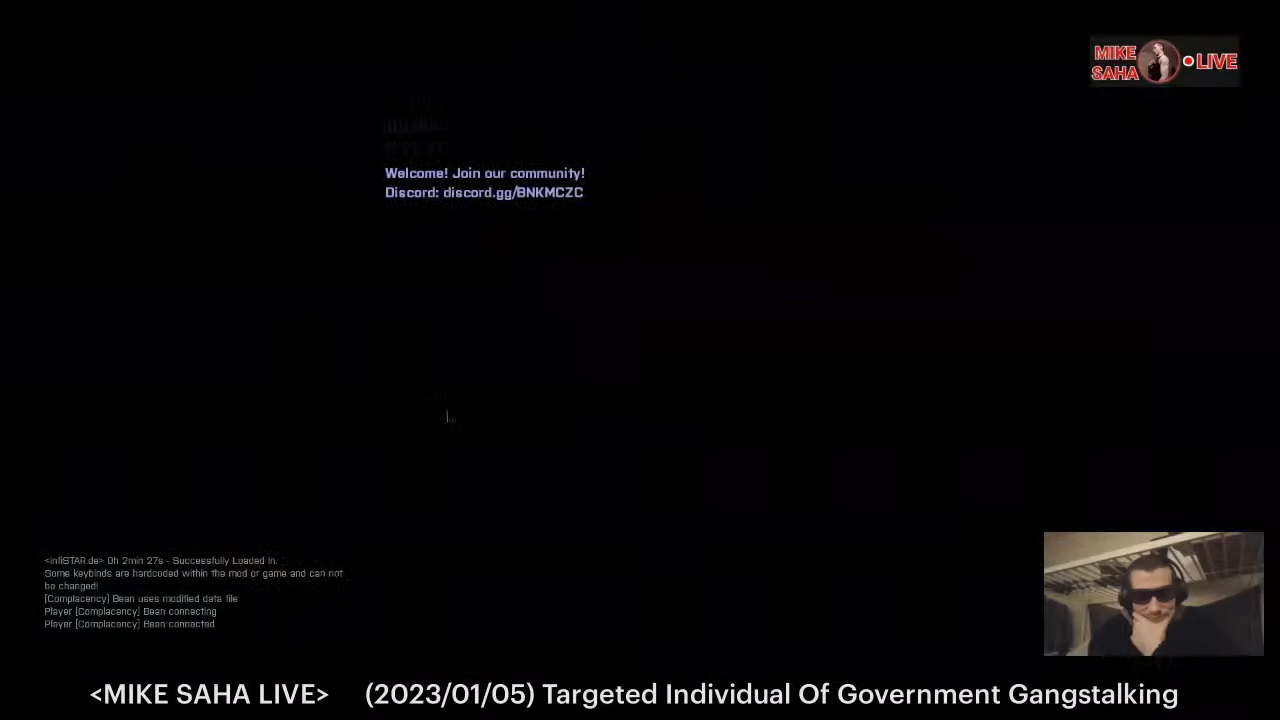 MIKE
SAHA
LIVE
Welcome! Join our community!
Discord: discord.gg/BNKMCZC
<infiSTAR.de> 0h 2min 27s - Successfully Loaded In.
Some keybinds are hardcoded within the mod or game and can not
be changed!
[Complacency] Bean uses modified data file
Player [Complacency] Bean connecting
Player [Complacency] Bean connected
<MIKE SAHA LIVE> (2023/01/05) Targeted Individual Of Government Gangstalking